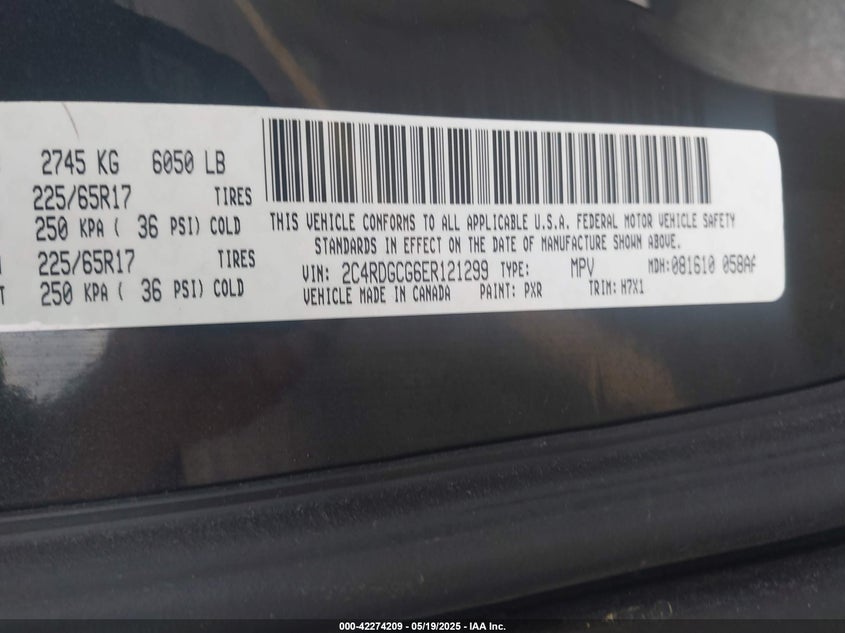 2745 KG 6050 LB
225/65R17 TIRES
250 KPA ( 36 PSI) COLD
225/65R17 TIRES
250 KPA ( 36 PSI) COLD
THIS VEHICLE CONFORMS TO ALL APPLICABLE U.S.A. FEDERAL MOTOR VEHICLE SAFETY
STANDARDS IN EFFECT ON THE DATE OF MANUFACTURE SHOWN ABOVE.
VIN: 2C4RDGCG6ER121299 TYPE: MPV MDH:081610 058AF
VEHICLE MADE IN CANADA PAINT: PXR TRIM: H7X1
000-42274209 - 05/19/2025 - IAA Inc.